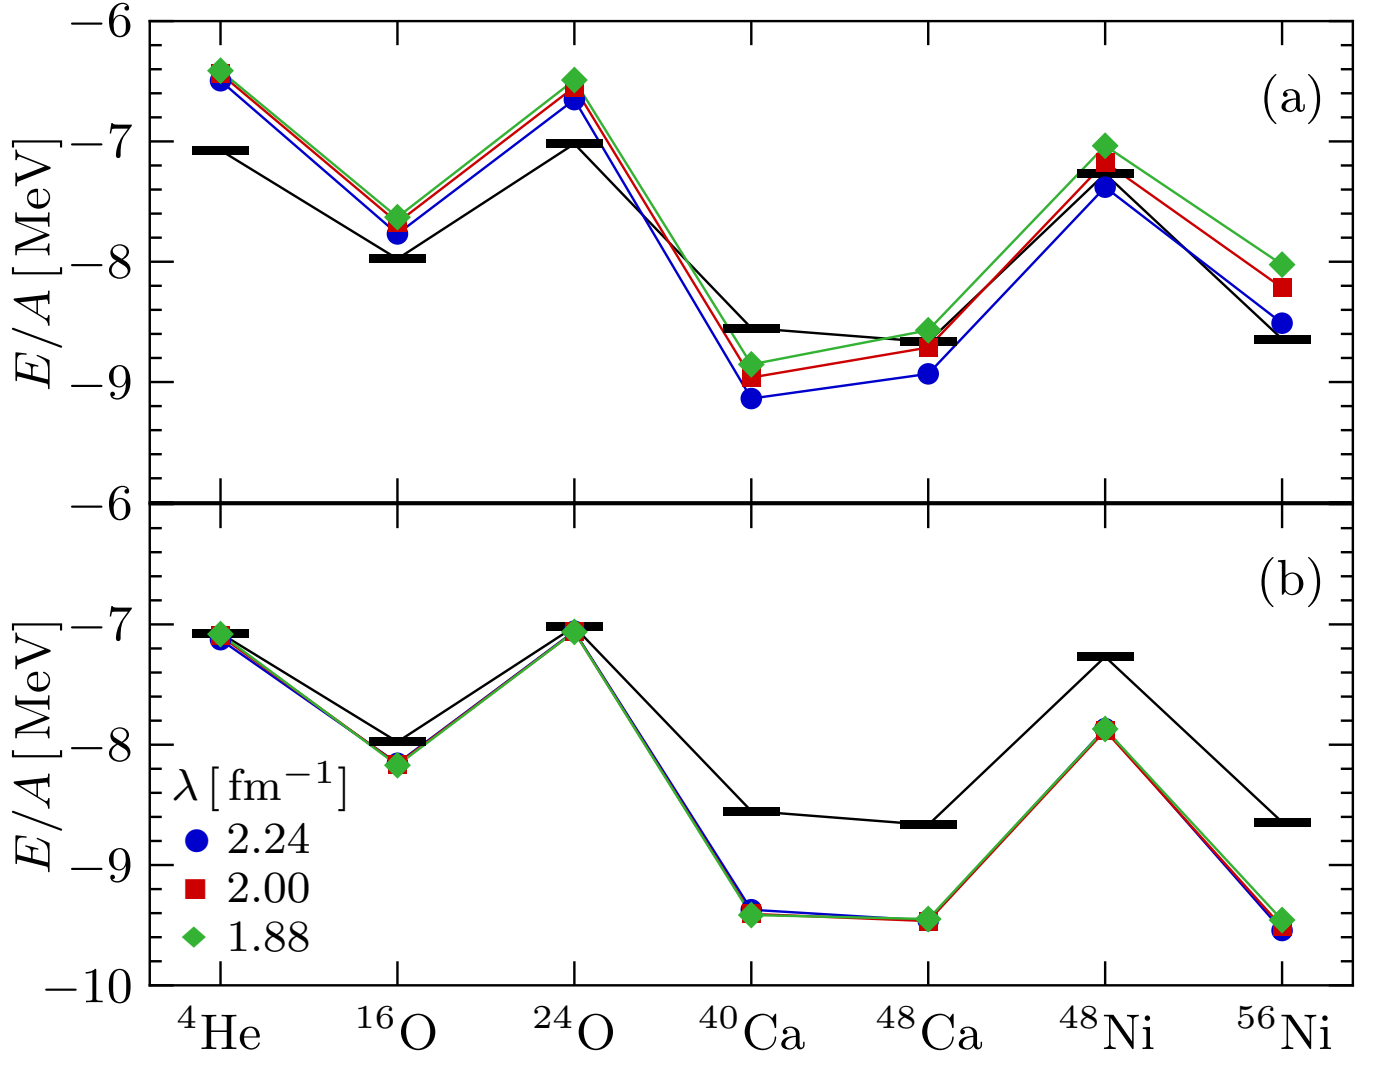 −6
−7
−8
−9
E/A [MeV]
(a)
−6
−7
−8
−9
−10
E/A [MeV]
(b)
λ [fm⁻¹]
2.24
2.00
1.88
⁴He ¹⁶O ²⁴O ⁴⁰Ca ⁴⁸Ca ⁴⁸Ni ⁵⁶Ni